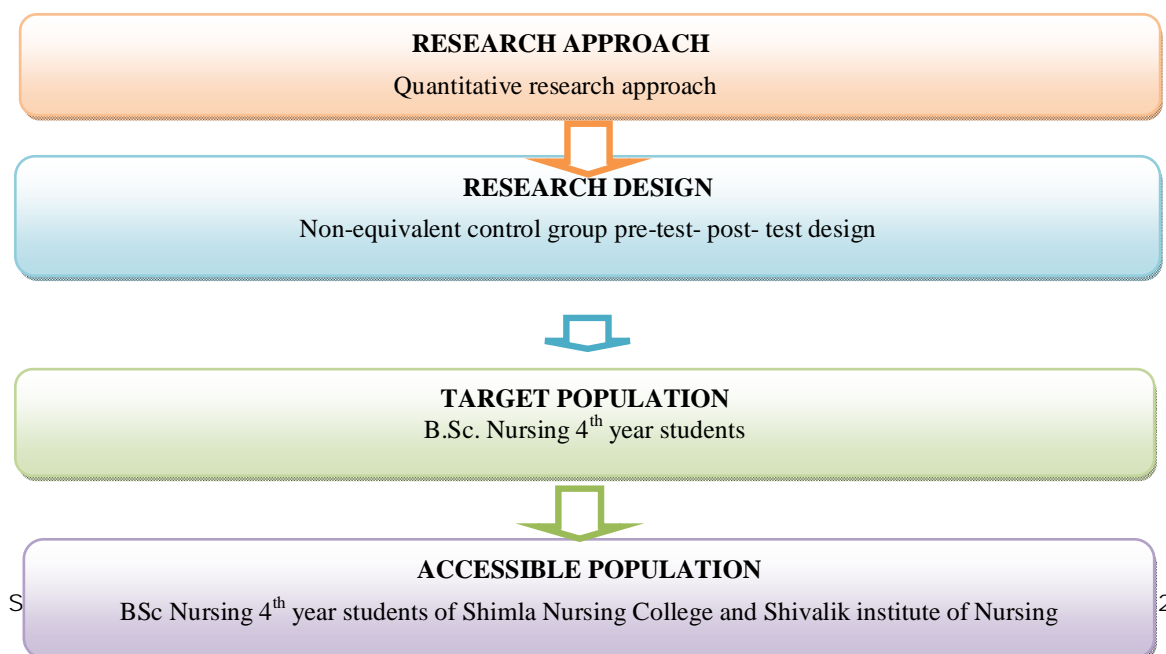 RESEARCH APPROACH
Quantitative research approach
RESEARCH DESIGN
Non-equivalent control group pre-test- post- test design
TARGET POPULATION
B.Sc. Nursing 4th year students
ACCESSIBLE POPULATION
S
BSc Nursing 4th year students of Shimla Nursing College and Shivalik institute of Nursing
2